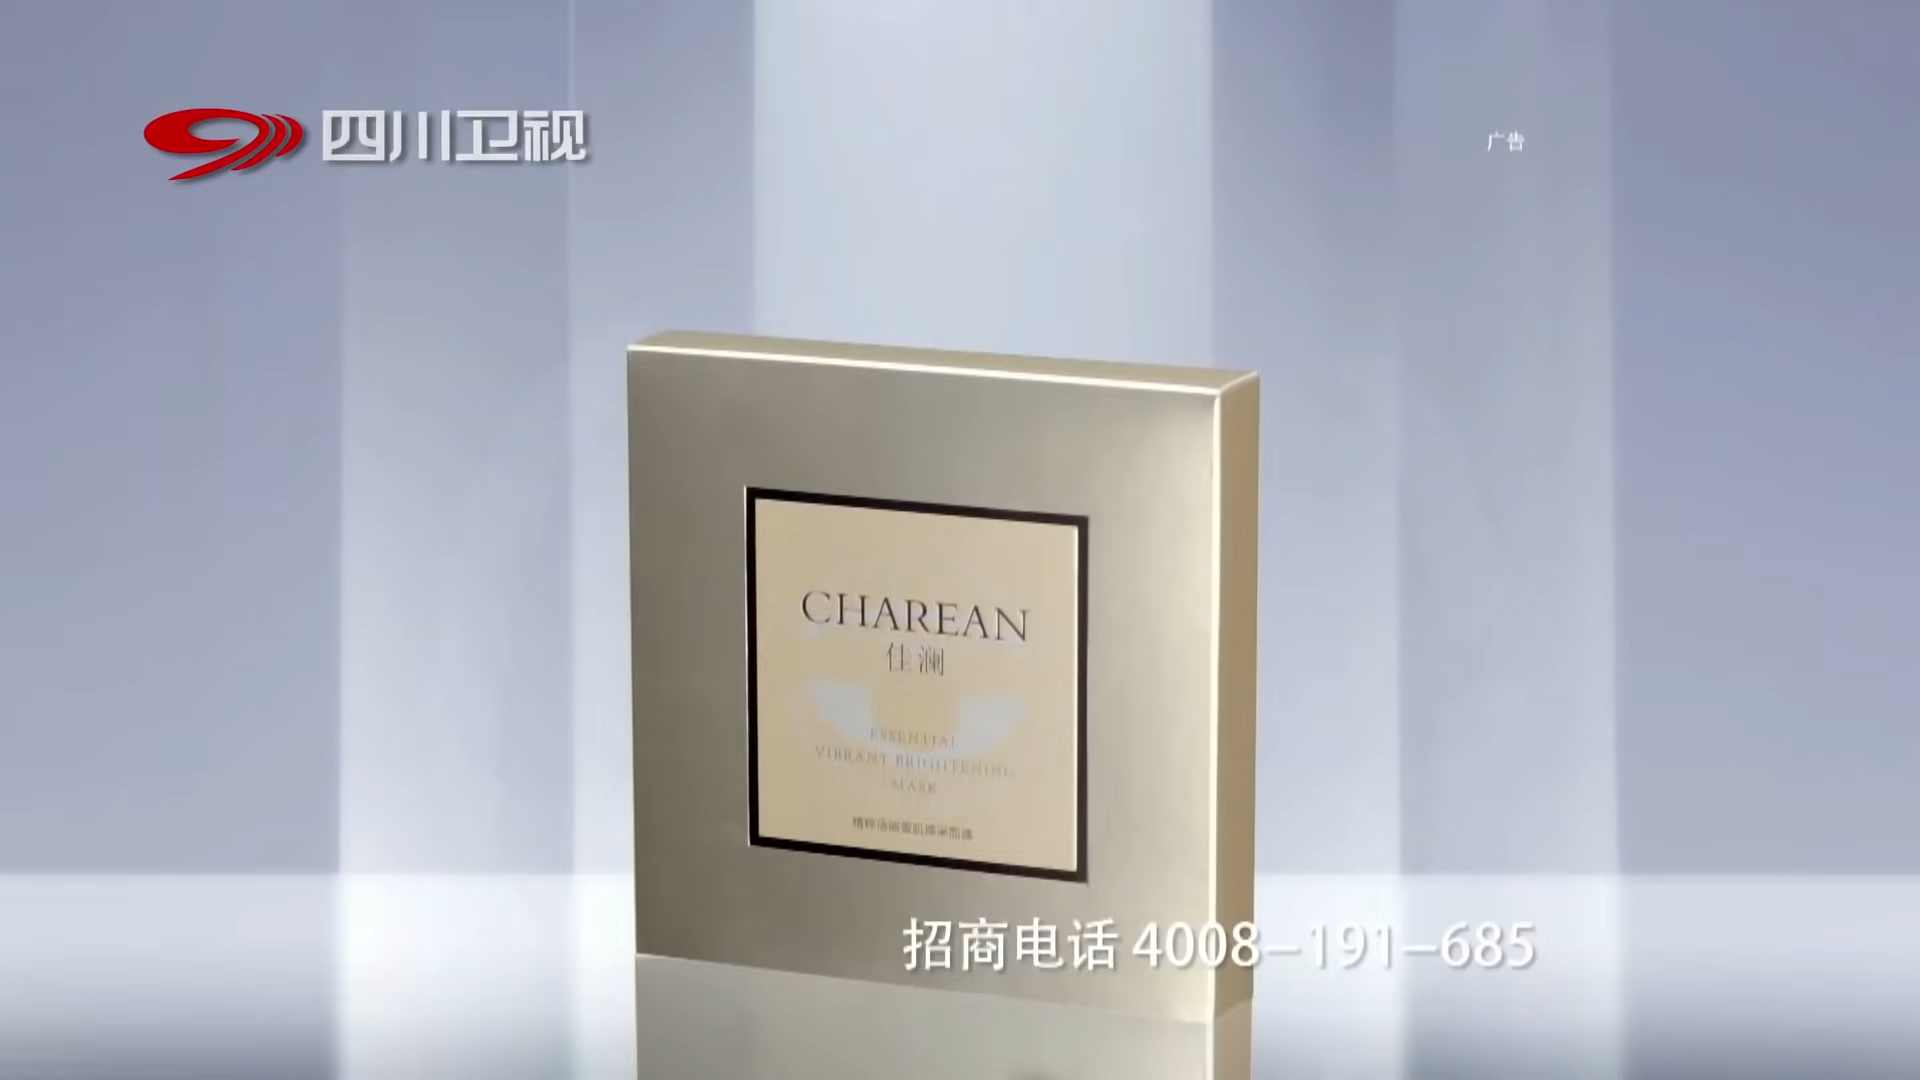 四川卫视
广告
CHAREAN
佳澜
ESSENTIAL
VIBRANT BRIGHTENING
MASK
招商电话 4008-191-685